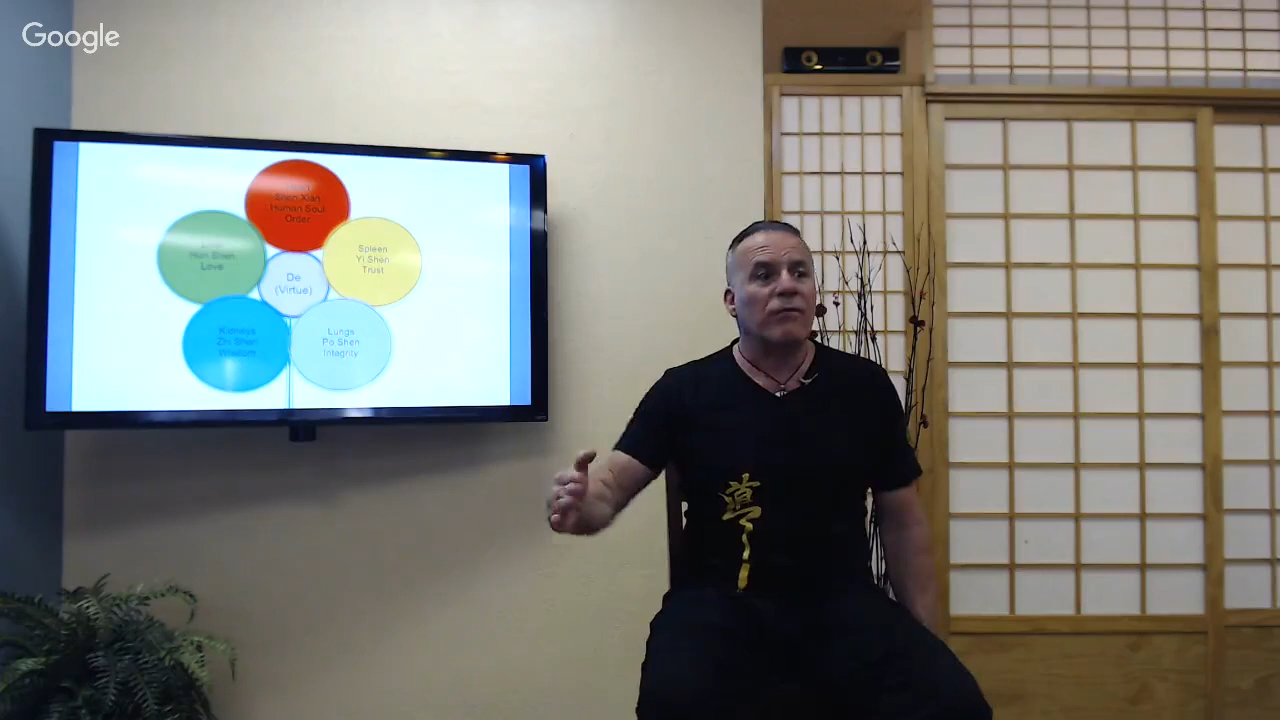 Google
Shen Xian
Human Soul
Order
Spleen
Yi Shen
Trust
Hun Shen
Love
De
(Virtue)
Kidneys
Zhi Shen
Wisdom
Lungs
Po Shen
Integrity